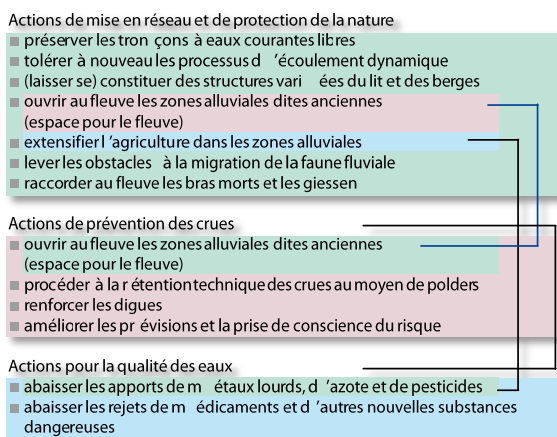 Actions de mise en réseau et de protection de la nature
préserver les tronçons à eaux courantes libres
tolérer à nouveau les processus d'écoulement dynamique
(laisser se) constituer des structures variées du lit et des berges
ouvrir au fleuve les zones alluviales dites anciennes
(espace pour le fleuve)
extensifier l'agriculture dans les zones alluviales
lever les obstacles à la migration de la faune fluviale
raccorder au fleuve les bras morts et les giessen
Actions de prévention des crues
ouvrir au fleuve les zones alluviales dites anciennes
(espace pour le fleuve)
procéder à la rétention technique des crues au moyen de polders
renforcer les digues
améliorer les prévisions et la prise de conscience du risque
Actions pour la qualité des eaux
abaisser les apports de métaux lourds, d'azote et de pesticides
abaisser les rejets de médicaments et d'autres nouvelles substances
dangereuses